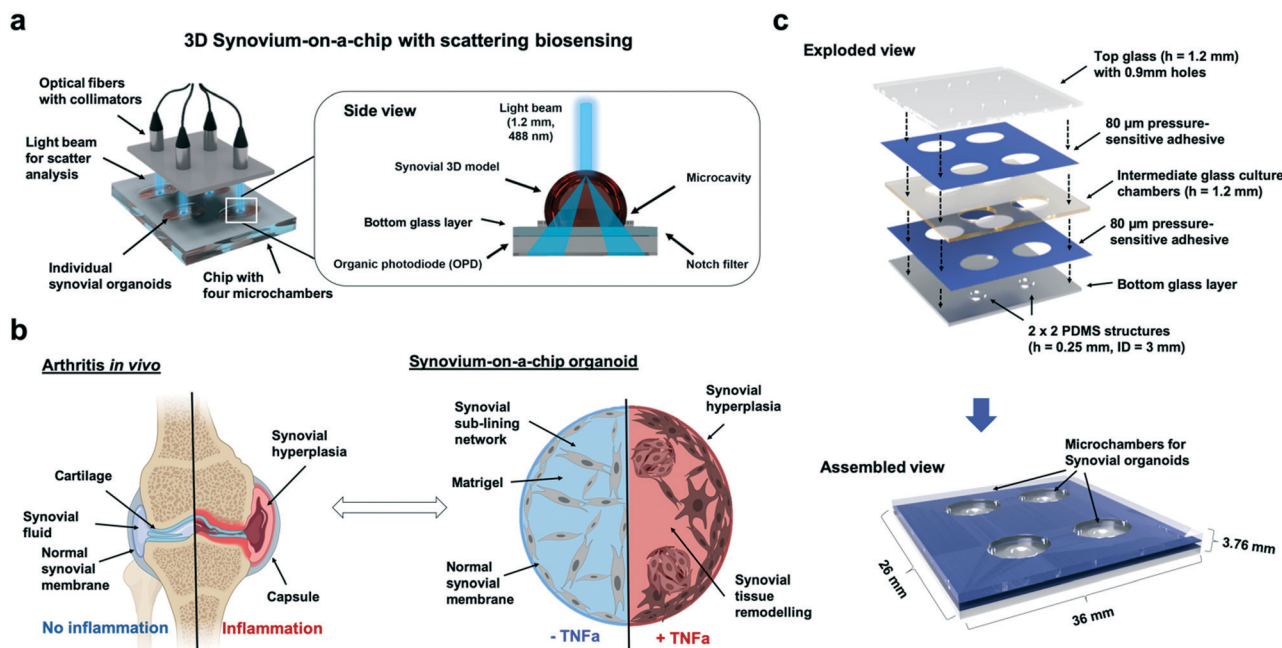 a
3D Synovium-on-a-chip with scattering biosensing
Optical fibers
with collimators
Light beam
for scatter
analysis
Individual
synovial organoids
Chip with
four microchambers
Side view
Light beam
(1.2 mm,
488 nm)
Synovial 3D model
Microcavity
Bottom glass layer
Organic photodiode (OPD)
Notch filter
b
Arthritis in vivo
Synovial
hyperplasia
Cartilage
Synovial
fluid
Normal
synovial
membrane
Capsule
No inflammation
Inflammation
Synovium-on-a-chip organoid
Synovial
sub-lining
network
Synovial
hyperplasia
Matrigel
Normal
synovial
membrane
Synovial
tissue
remodelling
- TNFa
+ TNFa
c
Exploded view
Top glass (h = 1.2 mm)
with 0.9mm holes
80 µm pressure-
sensitive adhesive
Intermediate glass culture
chambers (h = 1.2 mm)
80 µm pressure-
sensitive adhesive
Bottom glass layer
2 x 2 PDMS structures
(h = 0.25 mm, ID = 3 mm)
Microchambers for
Synovial organoids
Assembled view
3.76 mm
26 mm
36 mm